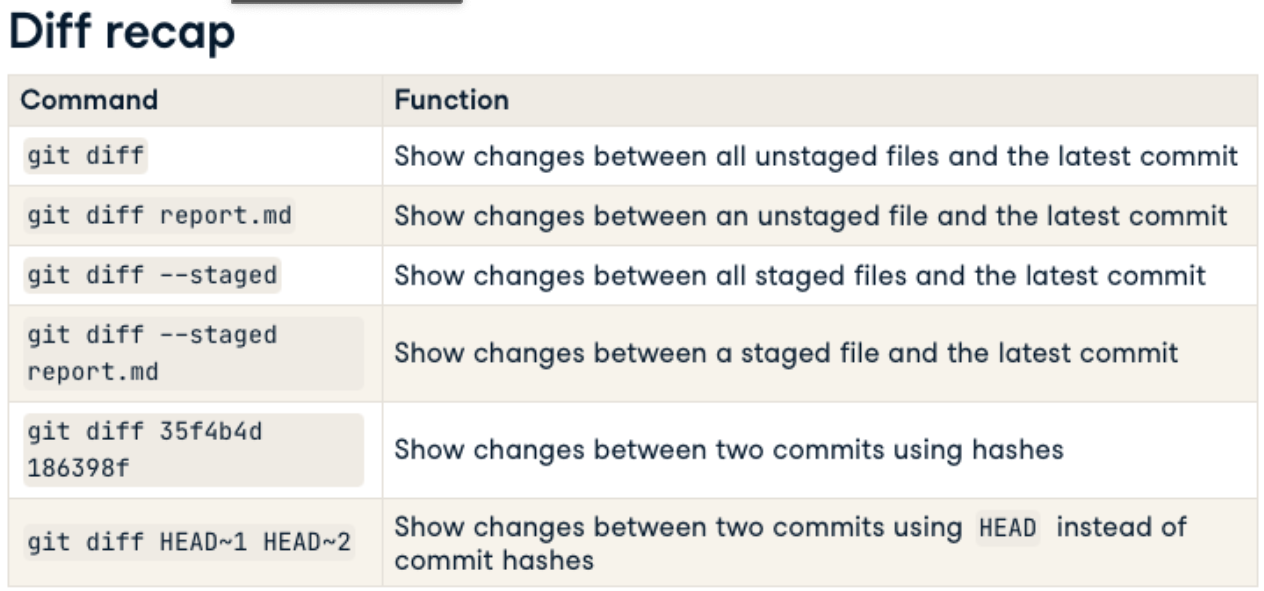 Diff recap
Command Function
git diff Show changes between all unstaged files and the latest commit
git diff report.md Show changes between an unstaged file and the latest commit
git diff --staged Show changes between all staged files and the latest commit
git diff --staged
report.md
Show changes between a staged file and the latest commit
git diff 35f4b4d
186398f
Show changes between two commits using hashes
git diff HEAD~1 HEAD~2
Show changes between two commits using HEAD instead of
commit hashes